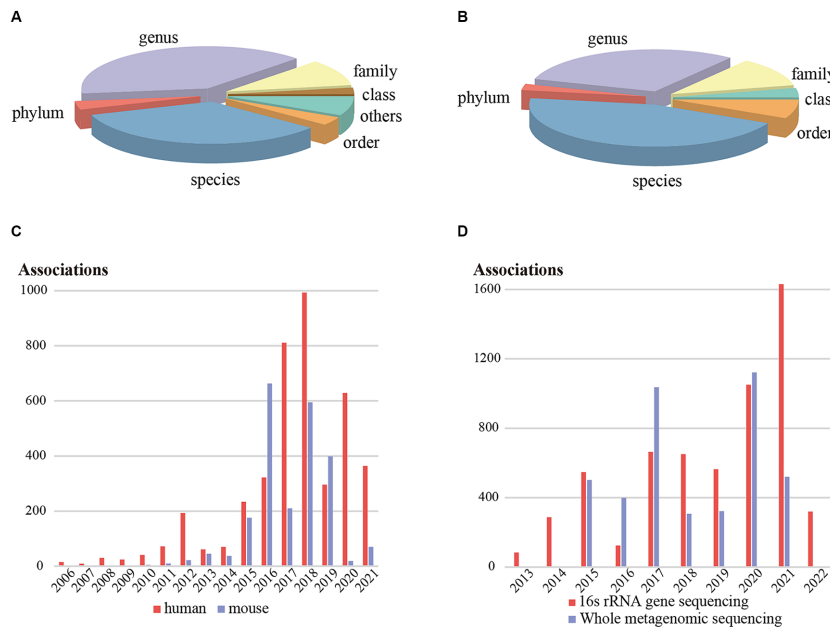 A
genus
family
class
others
order
species
phylum
B
genus
family
clas
order
species
phylum
C
Associations
1000
800
600
400
200
0
2006 2007 2008 2009 2010 2011 2012 2013 2014 2015 2016 2017 2018 2019 2020 2021
human mouse
D
Associations
1600
1200
800
400
0
2013 2014 2015 2016 2017 2018 2019 2020 2021 2022
16s rRNA gene sequencing
Whole metagenomic sequencing